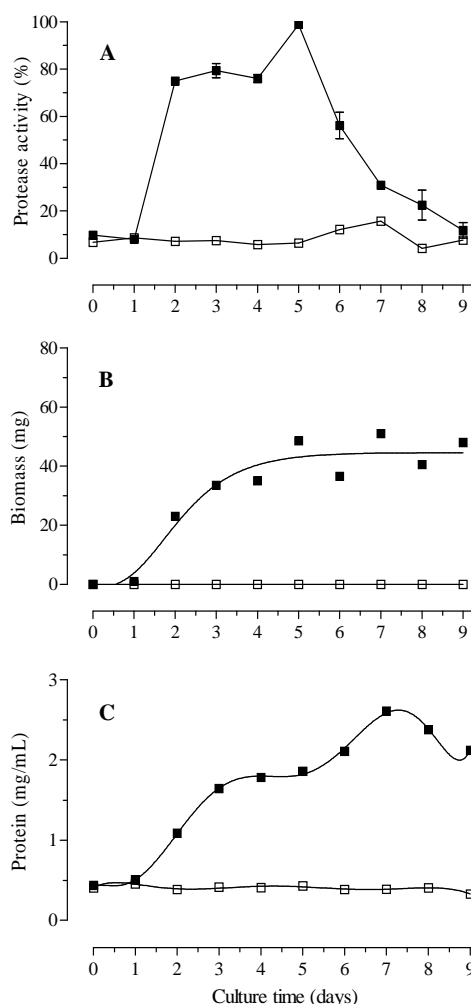 100
80
60
40
20
0
A
Protease activity (%)
0 1 2 3 4 5 6 7 8 9
80
60
40
20
0
B
Biomass (mg)
0 1 2 3 4 5 6 7 8 9
3
2
1
0
C
Protein (mg/mL)
0 1 2 3 4 5 6 7 8 9
Culture time (days)